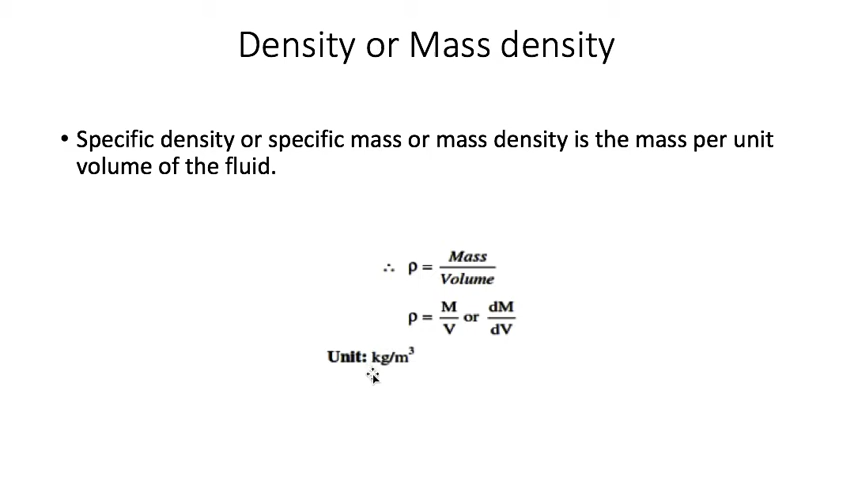 Density or Mass density
• Specific density or specific mass or mass density is the mass per unit
volume of the fluid.
∴ ρ = Mass / Volume
ρ = M / V or dM / dV
Unit: kg/m³